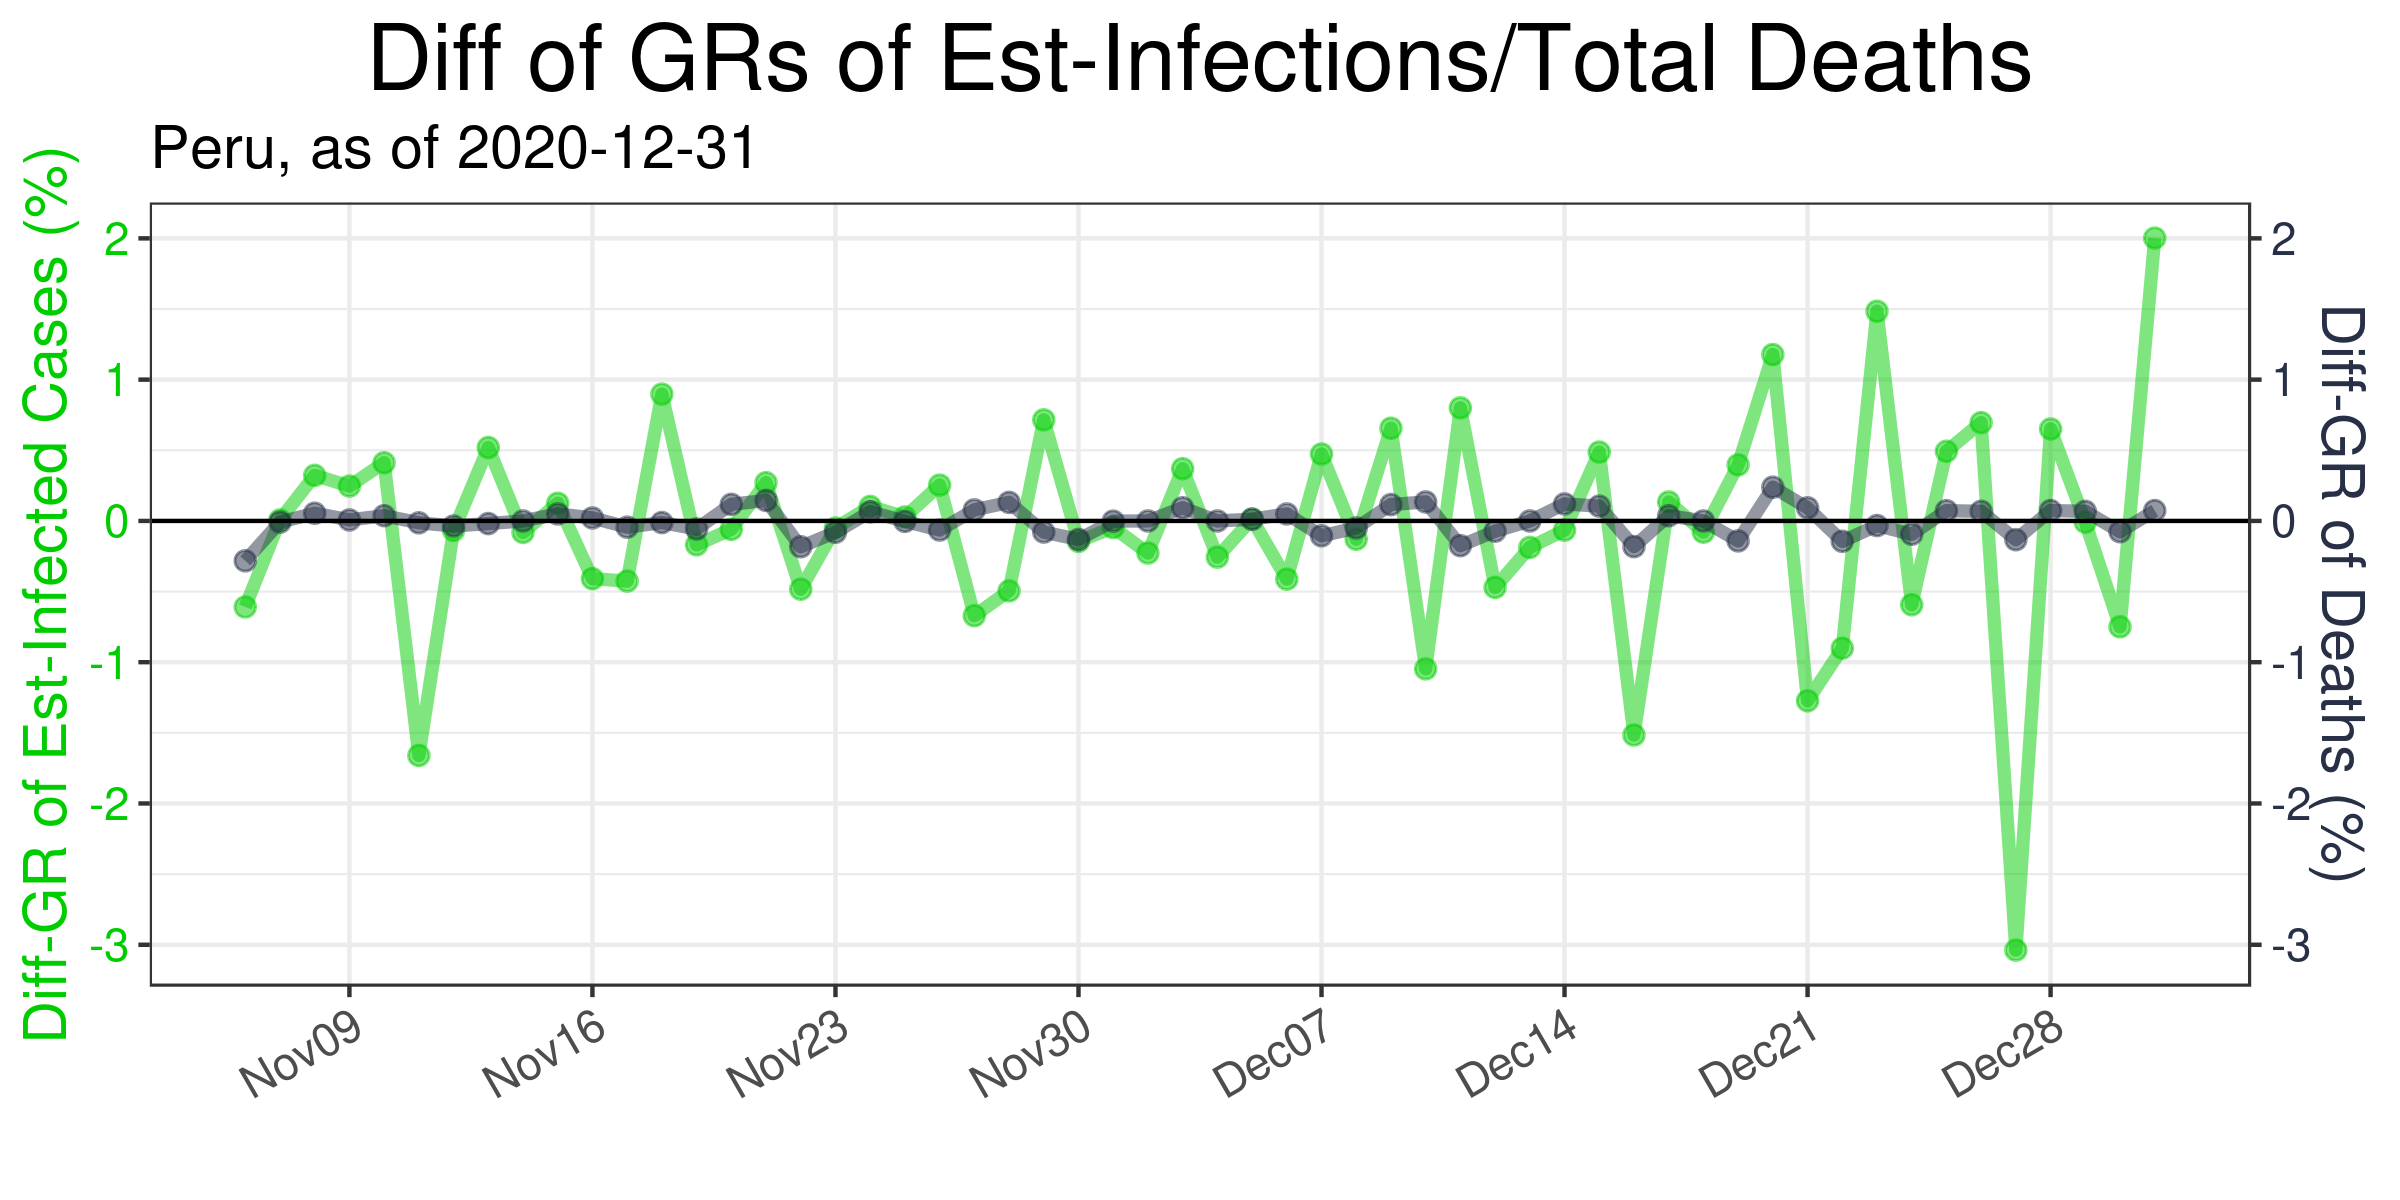 Diff of GRs of Est-Infections/Total Deaths
Peru, as of 2020-12-31
Diff-GR of Est-Infected Cases (%)
2
1
0
-1
-2
-3
2
1
0
-1
-2
-3
Diff-GR of Deaths (%)
Nov09
Nov16
Nov23
Nov30
Dec07
Dec14
Dec21
Dec28